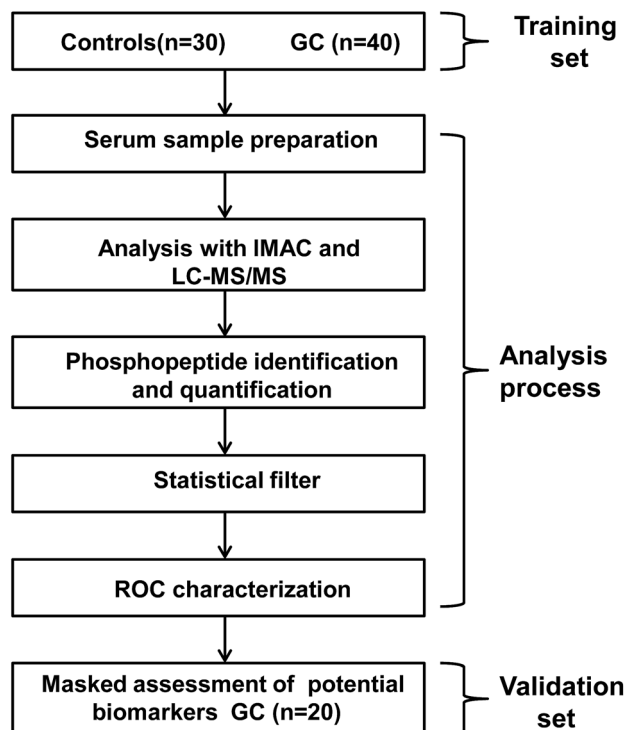 Controls(n=30) GC (n=40)
Training
set
Serum sample preparation
Analysis with IMAC and
LC-MS/MS
Phosphopeptide identification
and quantification
Statistical filter
ROC characterization
Analysis
process
Masked assessment of potential
biomarkers GC (n=20)
Validation
set